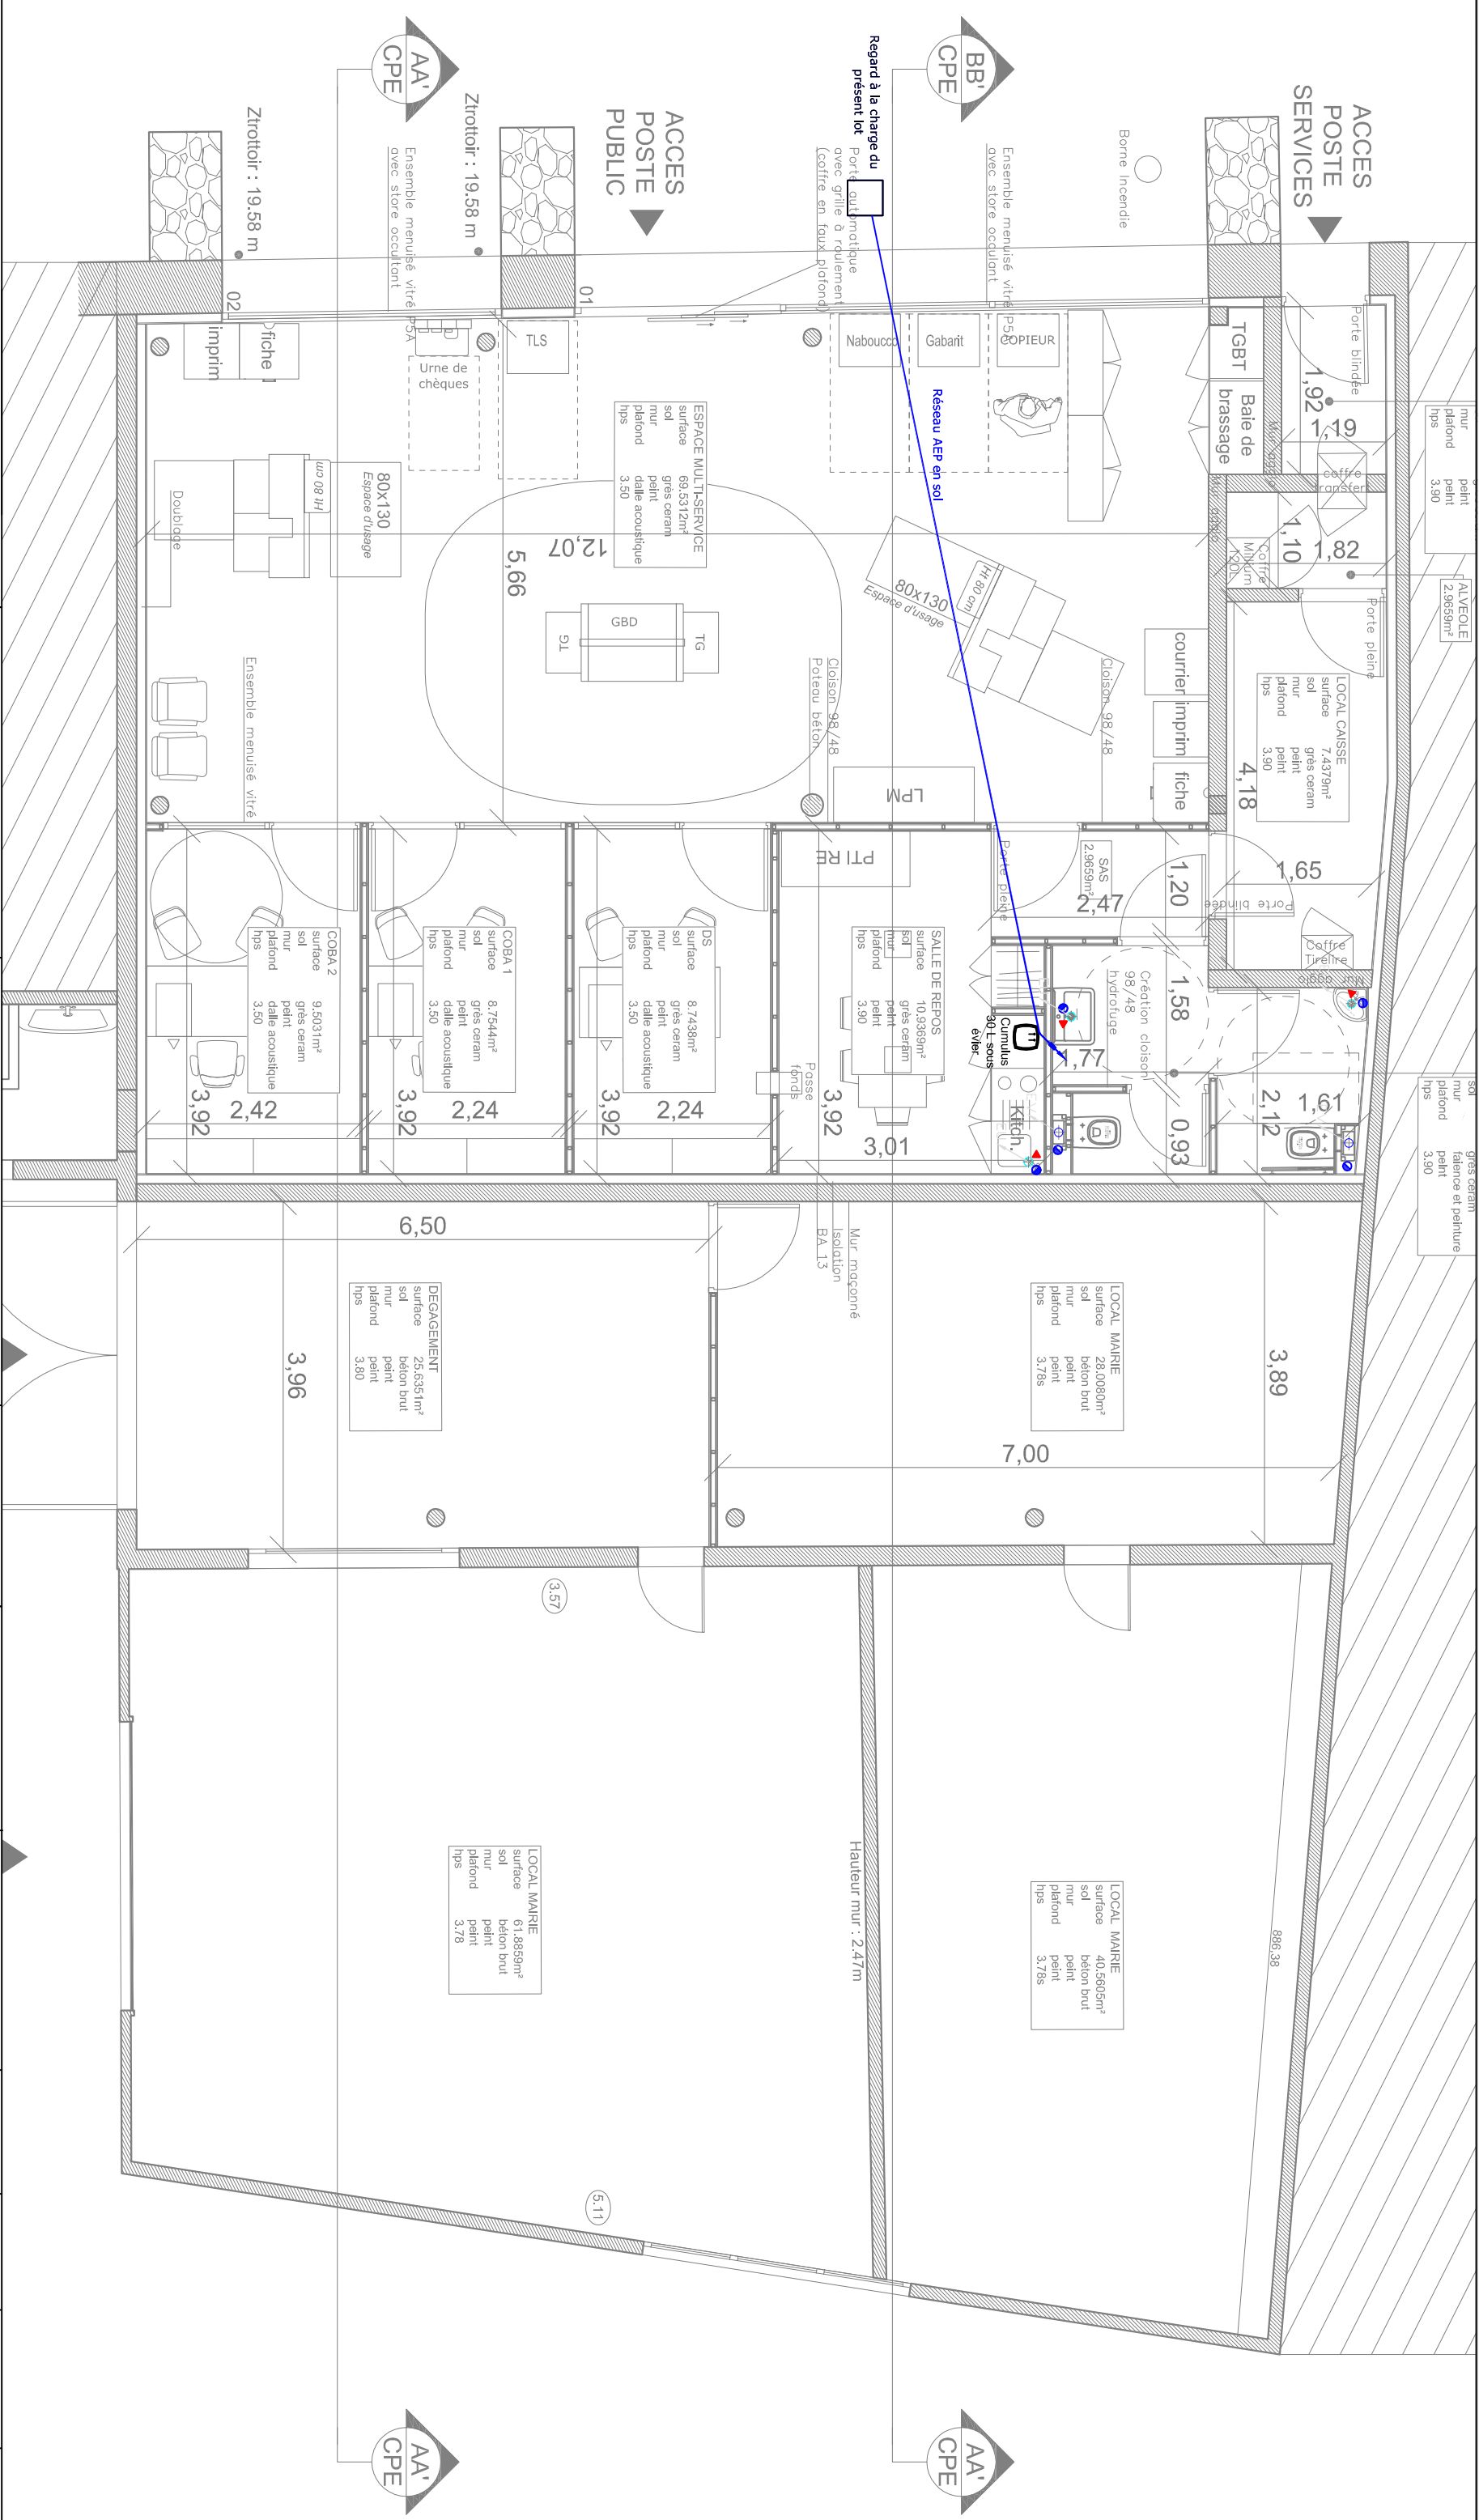 AA'
CPE
BB'
CPE
ACCES
POSTE
SERVICES
ACCES
POSTE
PUBLIC
Regard à la charge du
présent lot
Borne Incendie
Ztrottoir : 19.58 m
Ztrottoir : 19.58 m
Ensemble menuisé vitré P5A
avec store occultant
Porte automatique
avec grille à roulement
(coffre en faux plafond)
Ensemble menuisé vitré P5
avec store occulant
02
01
imprim
fiche
Urne de
chèques
TLS
Naboucco
Gabarit
COPIEUR
TGBT
Baie de
brassage
Porte blindée
1,92
1,19
mur peint
plafond peint
hps 3.90
coffre
transfert
1,10
1,82
Coffre
Millium
120L
ALVEOLE
2.9659m²
Porte pleine
Réseau AEP en sol
ESPACE MULTI-SERVICE
surface 69.5312m²
sol grès ceram
mur peint
plafond dalle acoustique
hps 3.50
80x130
Espace d'usage
Ht 80 cm
Doublage
12,07
5,66
80x130
Espace d'usage
Ht 80 cm
GBD
TG
TG
courrier
imprim
fiche
Cloison 98/48
Cloison 98/48
Poteau béton
LPM
Ensemble menuisé vitré
LOCAL CAISSE
surface 7.4379m²
sol grès ceram
mur peint
plafond peint
hps 3.90
4,18
1,65
Porte blindée
Coffre
Tirelire
PTI RE
Porte pleine
SAS
2.9659m²
1,20
2,47
COBA 2
surface 9.5031m²
sol grès ceram
mur peint
plafond dalle acoustique
hps 3.50
COBA 1
surface 8.7544m²
sol grès ceram
mur peint
plafond dalle acoustique
hps 3.50
DS
surface 8.7438m²
sol grès ceram
mur peint
plafond dalle acoustique
hps 3.50
SALLE DE REPOS
surface 10.9369m²
sol grès ceram
mur peint
plafond peint
hps 3.90
Création cloison
98/48
hydrofuge
1,58
Cumulus
30 L sous
évier
1,77
Passe
fonds
Kitch.
3,92
2,42
3,92
2,24
3,92
2,24
3,92
3,01
0,93
2,12
1,61
sol grès ceram
mur faïence et peinture
plafond peint
hps 3.90
6,50
Mur maçonné
Isolation
BA 13
DEGAGEMENT
surface 25.6351m²
sol béton brut
mur peint
plafond peint
hps 3.80
3,96
LOCAL MAIRIE
surface 28.0080m²
sol béton brut
mur peint
plafond peint
hps 3.78s
3,89
7,00
3.57
886,38
LOCAL MAIRIE
surface 61.8859m²
sol béton brut
mur peint
plafond peint
hps 3.78
Hauteur mur : 2.47m
LOCAL MAIRIE
surface 40.5605m²
sol béton brut
mur peint
plafond peint
hps 3.78s
5.11
AA'
CPE
AA'
CPE